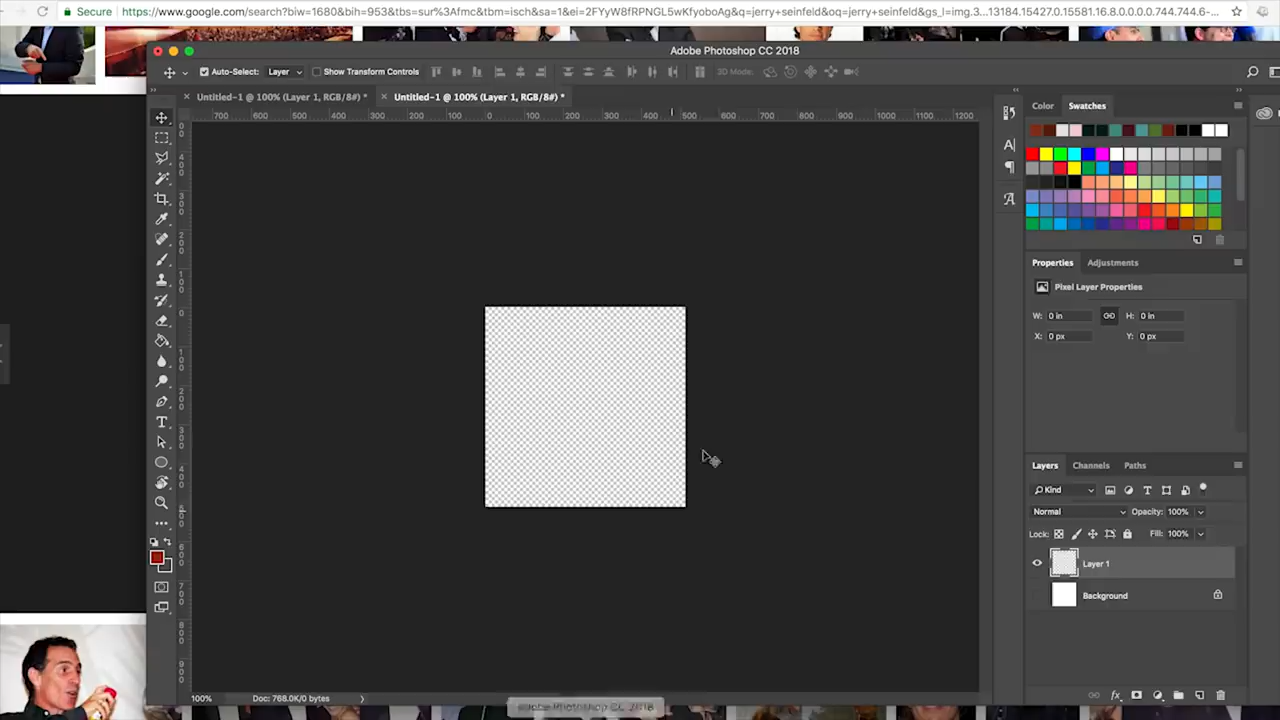 Secure https://www.google.com/search?biw=1680&bih=953&tbs=sur%3Afmc&tbm=isch&sa=1&ei=2FYyW8fRPNGL5wKfyoboAg&q=jerry+seinfeld&oq=jerry+seinfeld&gs_l=img.3...13184.15427.0.15581.16.8.0.0.0.0.744.744.6-...
Adobe Photoshop CC 2018
Auto-Select: Layer Show Transform Controls 3D Mode:
Untitled-1 @ 100% (Layer 1, RGB/8#) * Untitled-1 @ 100% (Layer 1, RGB/8#) *
700 600 500 400 300 200 100 0 100 200 300 400 500 600 700 800 900 1000 1100 1200
Color Swatches
Properties Adjustments
Pixel Layer Properties
W: 0 in H: 0 in
X: 0 px Y: 0 px
Layers Channels Paths
Kind
Normal Opacity: 100%
Lock: Fill: 100%
Layer 1
Background
100% Doc: 768.0K/0 bytes
Adobe Photoshop CC 2018